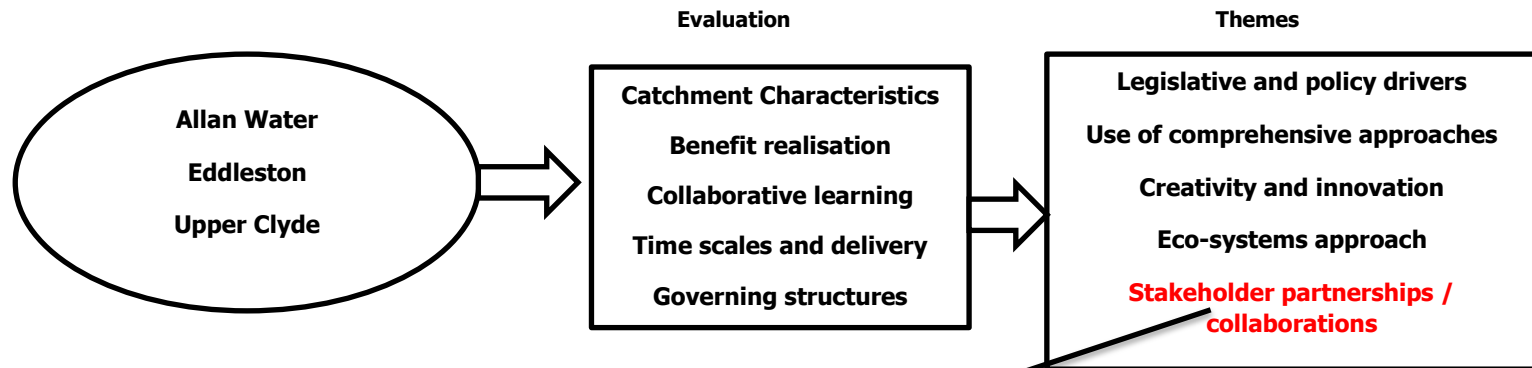 Evaluation
Themes
Allan Water
Eddleston
Upper Clyde
Catchment Characteristics
Benefit realisation
Collaborative learning
Time scales and delivery
Governing structures
Legislative and policy drivers
Use of comprehensive approaches
Creativity and innovation
Eco-systems approach
Stakeholder partnerships /
collaborations